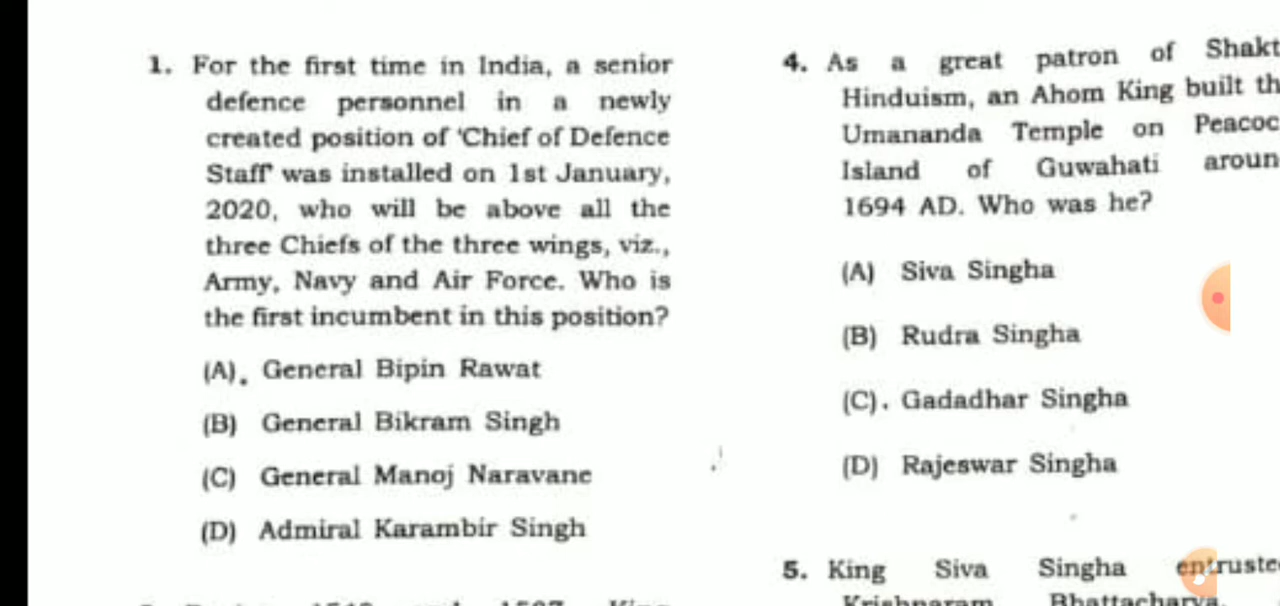 1. For the first time in India, a senior
defence personnel in a newly
created position of 'Chief of Defence
Staff' was installed on 1st January,
2020, who will be above all the
three Chiefs of the three wings, viz.,
Army, Navy and Air Force. Who is
the first incumbent in this position?
(A). General Bipin Rawat
(B) General Bikram Singh
(C) General Manoj Naravane
(D) Admiral Karambir Singh
4. As a great patron of Shakt
Hinduism, an Ahom King built th
Umananda Temple on Peacoc
Island of Guwahati aroun
1694 AD. Who was he?
(A) Siva Singha
(B) Rudra Singha
(C). Gadadhar Singha
(D) Rajeswar Singha
5. King Siva Singha entruste
Krishnaram Bhattacharya,